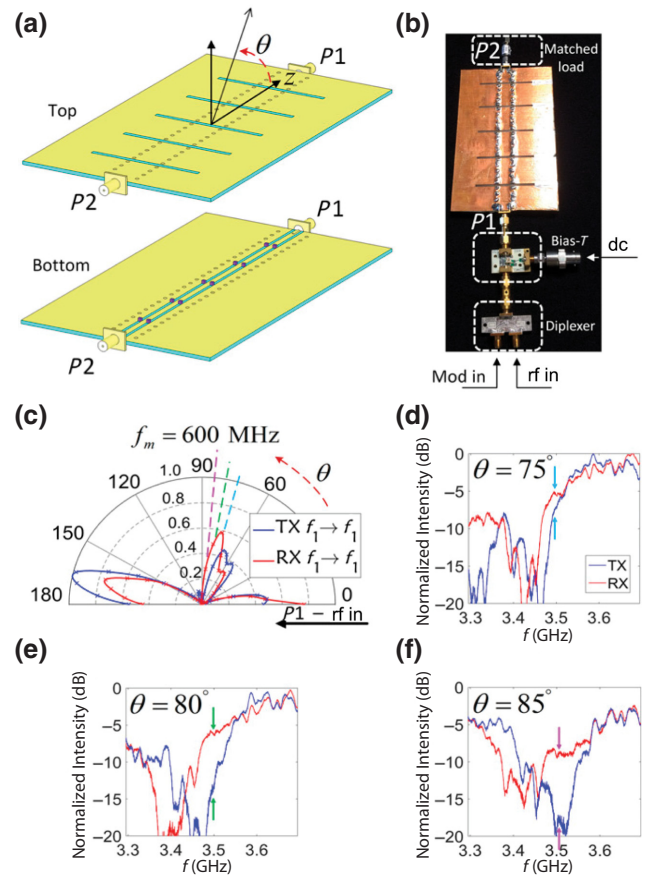 (a)
θ
P1
z
Top
P2
P1
Bottom
P2
(b)
P2
Matched
load
P1
Bias-T
dc
Diplexer
Mod in
rf in
(c)
f_m = 600 MHz
90
1.0
θ
120
60
0.8
0.6
150
0.4
0.2
TX f₁→f₁
RX f₁→f₁
180
0
P1 – rf in
(d)
0
θ = 75°
−5
−10
−15
−20
TX
RX
3.3
3.4
3.5
3.6
f (GHz)
Normalized Intensity (dB)
(e)
0
θ = 80°
−5
−10
−15
−20
3.3
3.4
3.5
3.6
f (GHz)
Normalized Intensity (dB)
(f)
0
θ = 85°
−5
−10
−15
−20
3.3
3.4
3.5
3.6
f (GHz)
Normalized Intensity (dB)